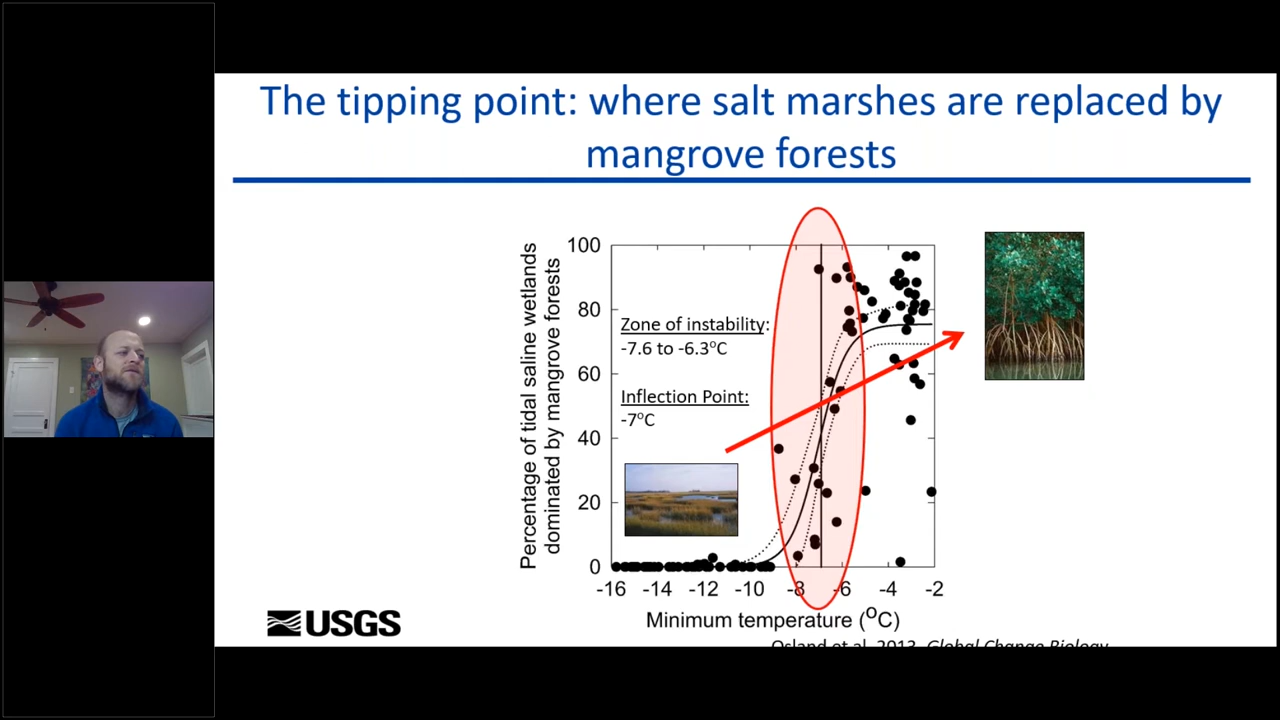 The tipping point: where salt marshes are replaced by
mangrove forests
Percentage of tidal saline wetlands
dominated by mangrove forests
100
80
60
40
20
0
Zone of instability:
-7.6 to -6.3°C
Inflection Point:
-7°C
-16 -14 -12 -10 -8 -6 -4 -2
Minimum temperature (°C)
USGS
Osland et al. 2013, Global Change Biology